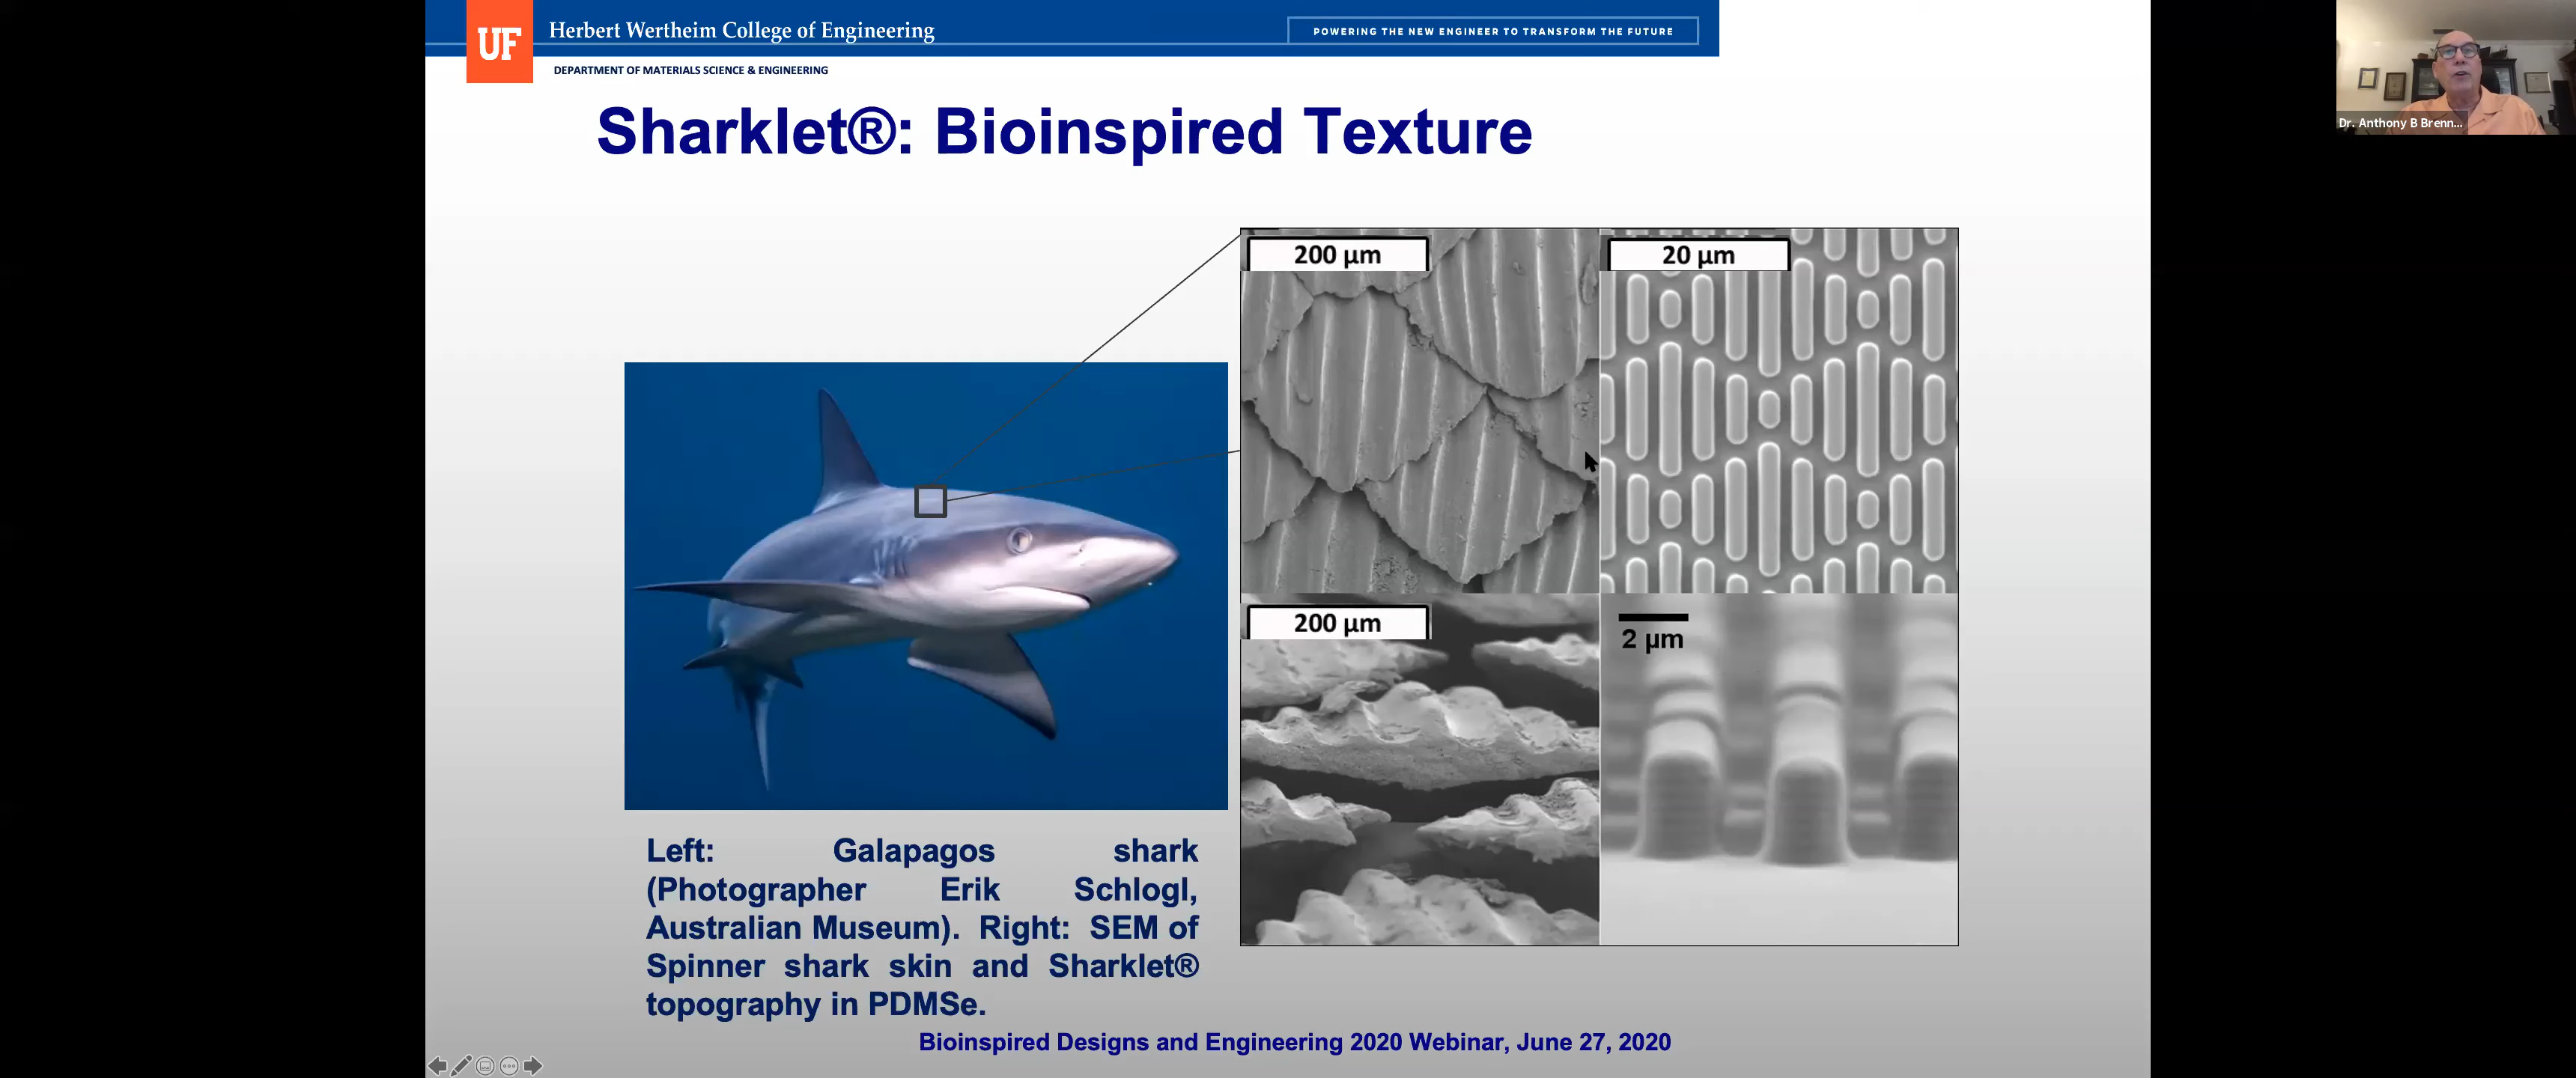 UF
Herbert Wertheim College of Engineering
POWERING THE NEW ENGINEER TO TRANSFORM THE FUTURE
DEPARTMENT OF MATERIALS SCIENCE & ENGINEERING
Dr. Anthony B Brenn...
Sharklet®: Bioinspired Texture
200 µm
20 µm
200 µm
2 µm
Left: Galapagos shark
(Photographer Erik Schlogl,
Australian Museum). Right: SEM of
Spinner shark skin and Sharklet®
topography in PDMSe.
Bioinspired Designs and Engineering 2020 Webinar, June 27, 2020